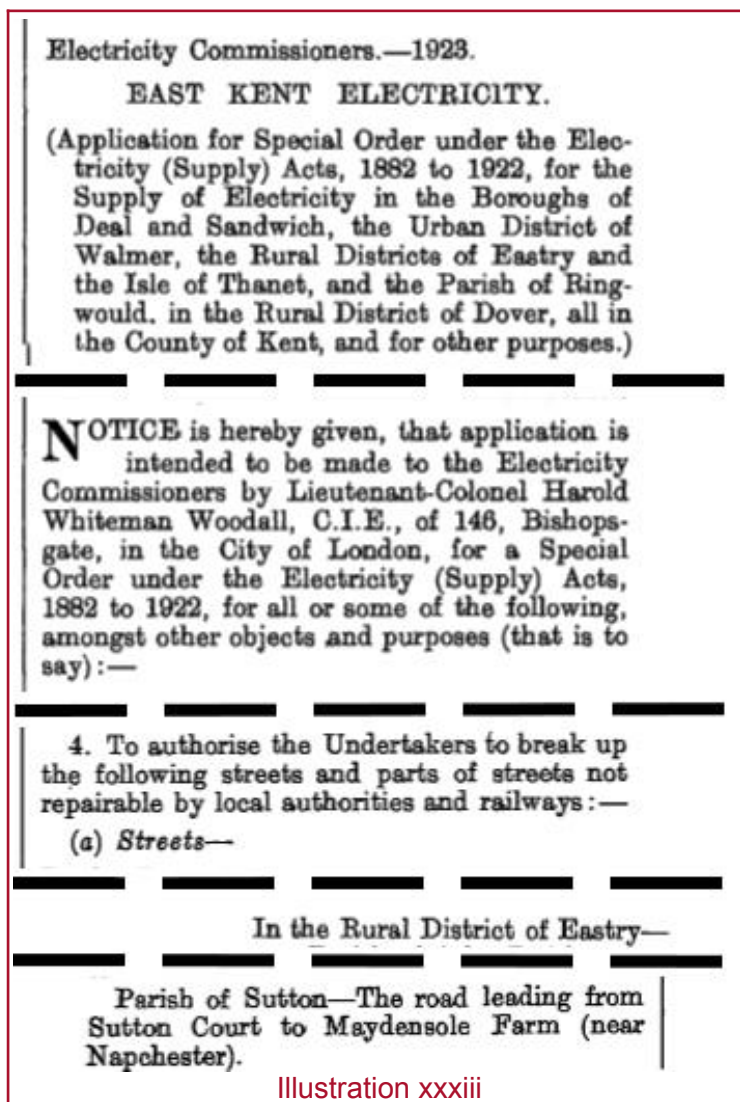 Electricity Commissioners.—1923.
EAST KENT ELECTRICITY.
(Application for Special Order under the Elec-
tricity (Supply) Acts, 1882 to 1922, for the
Supply of Electricity in the Boroughs of
Deal and Sandwich, the Urban District of
Walmer, the Rural Districts of Eastry and
the Isle of Thanet, and the Parish of Ring-
would. in the Rural District of Dover, all in
the County of Kent, and for other purposes.)
NOTICE is hereby given, that application is
intended to be made to the Electricity
Commissioners by Lieutenant-Colonel Harold
Whiteman Woodall, C.I.E., of 146, Bishops-
gate, in the City of London, for a Special
Order under the Electricity (Supply) Acts,
1882 to 1922, for all or some of the following,
amongst other objects and purposes (that is to
say):—
4. To authorise the Undertakers to break up
the following streets and parts of streets not
repairable by local authorities and railways:—
(a) Streets—
In the Rural District of Eastry—
Parish of Sutton—The road leading from
Sutton Court to Maydensole Farm (near
Napchester).
Illustration xxxiii